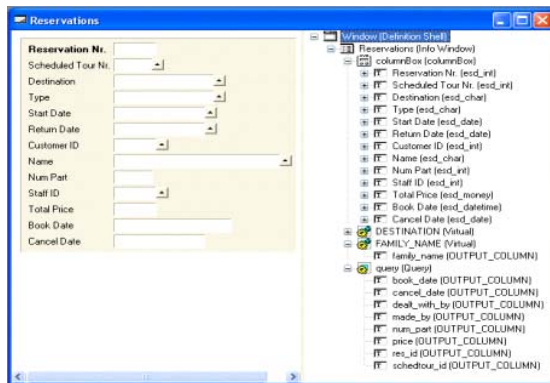 Reservations
Reservation Nr.
Scheduled Tour Nr.
Destination
Type
Start Date
Return Date
Customer ID
Name
Num Part
Staff ID
Total Price
Book Date
Cancel Date
Window (Definition Shell)
Reservations (Info Window)
columnBox (columnBox)
Reservation Nr. (esd_int)
Scheduled Tour Nr. (esd_int)
Destination (esd_char)
Type (esd_char)
Start Date (esd_date)
Return Date (esd_date)
Customer ID (esd_int)
Name (esd_char)
Num Part (esd_int)
Staff ID (esd_int)
Total Price (esd_money)
Book Date (esd_datetime)
Cancel Date (esd_date)
DESTINATION (Virtual)
FAMILY_NAME (Virtual)
family_name (OUTPUT_COLUMN)
query (Query)
book_date (OUTPUT_COLUMN)
cancel_date (OUTPUT_COLUMN)
dealt_with_by (OUTPUT_COLUMN)
made_by (OUTPUT_COLUMN)
num_part (OUTPUT_COLUMN)
price (OUTPUT_COLUMN)
res_id (OUTPUT_COLUMN)
schedtour_id (OUTPUT_COLUMN)